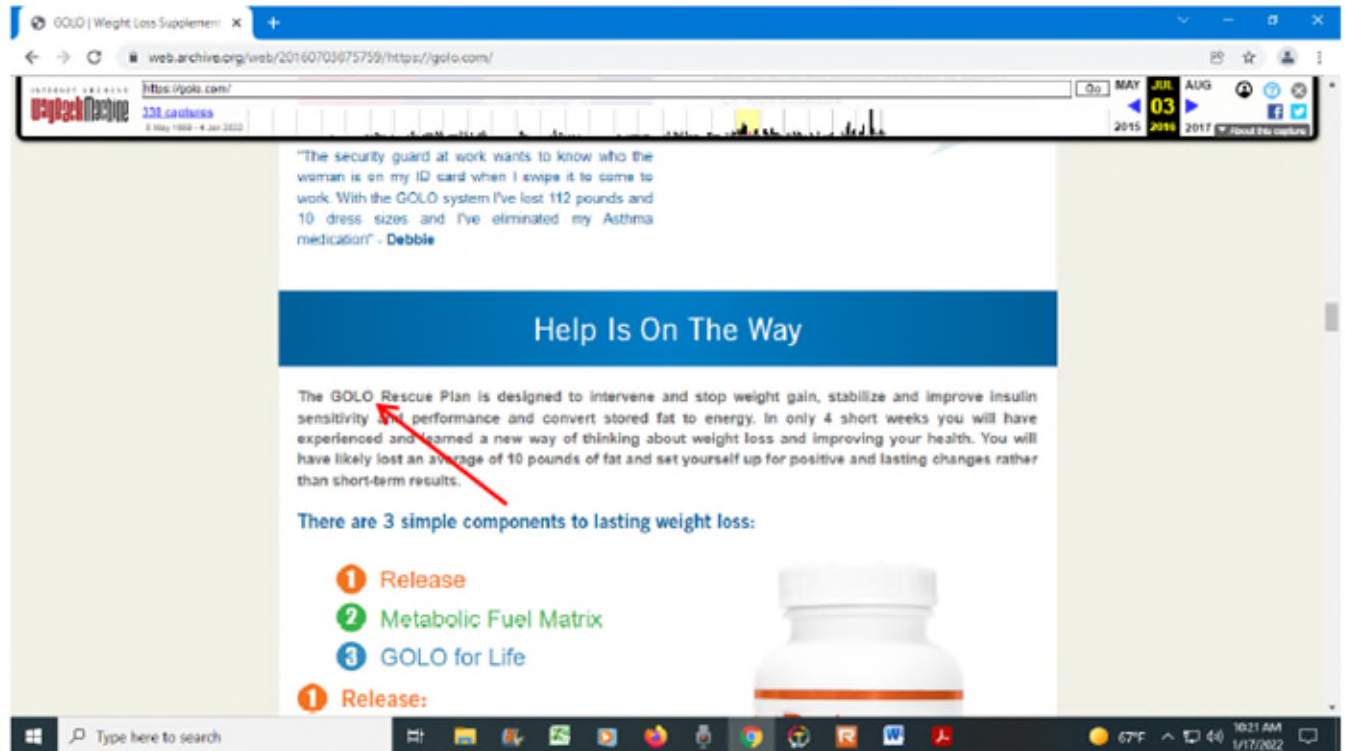 GOLO | Weight Loss Supplement
web.archive.org/web/20160703075759/https://golo.com/
INTERNET ARCHIVE
WayBack Machine
https://golo.com/
Go
MAY JUL AUG
338 captures
03
2015 2016 2017
About this capture
"The security guard at work wants to know who the
woman is on my ID card when I swipe it to come to
work. With the GOLO system I've lost 112 pounds and
10 dress sizes and I've eliminated my Asthma
medication" - Debbie
Help Is On The Way
The GOLO Rescue Plan is designed to intervene and stop weight gain, stabilize and improve insulin
sensitivity and performance and convert stored fat to energy. In only 4 short weeks you will have
experienced and learned a new way of thinking about weight loss and improving your health. You will
have likely lost an average of 10 pounds of fat and set yourself up for positive and lasting changes rather
than short-term results.
There are 3 simple components to lasting weight loss:
1 Release
2 Metabolic Fuel Matrix
3 GOLO for Life
1 Release:
Type here to search
67°F
10:21 AM
1/17/2022